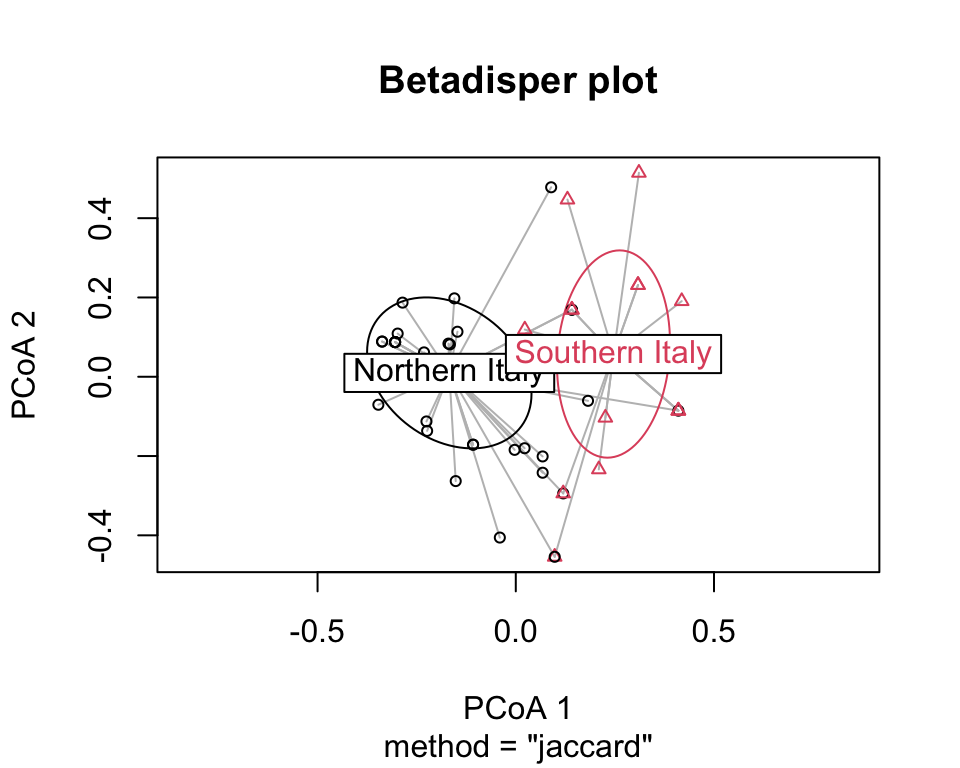 Betadisper plot
PCoA 2
0.4
0.2
0.0
-0.4
Northern Italy
Southern Italy
-0.5
0.0
0.5
PCoA 1
method = "jaccard"